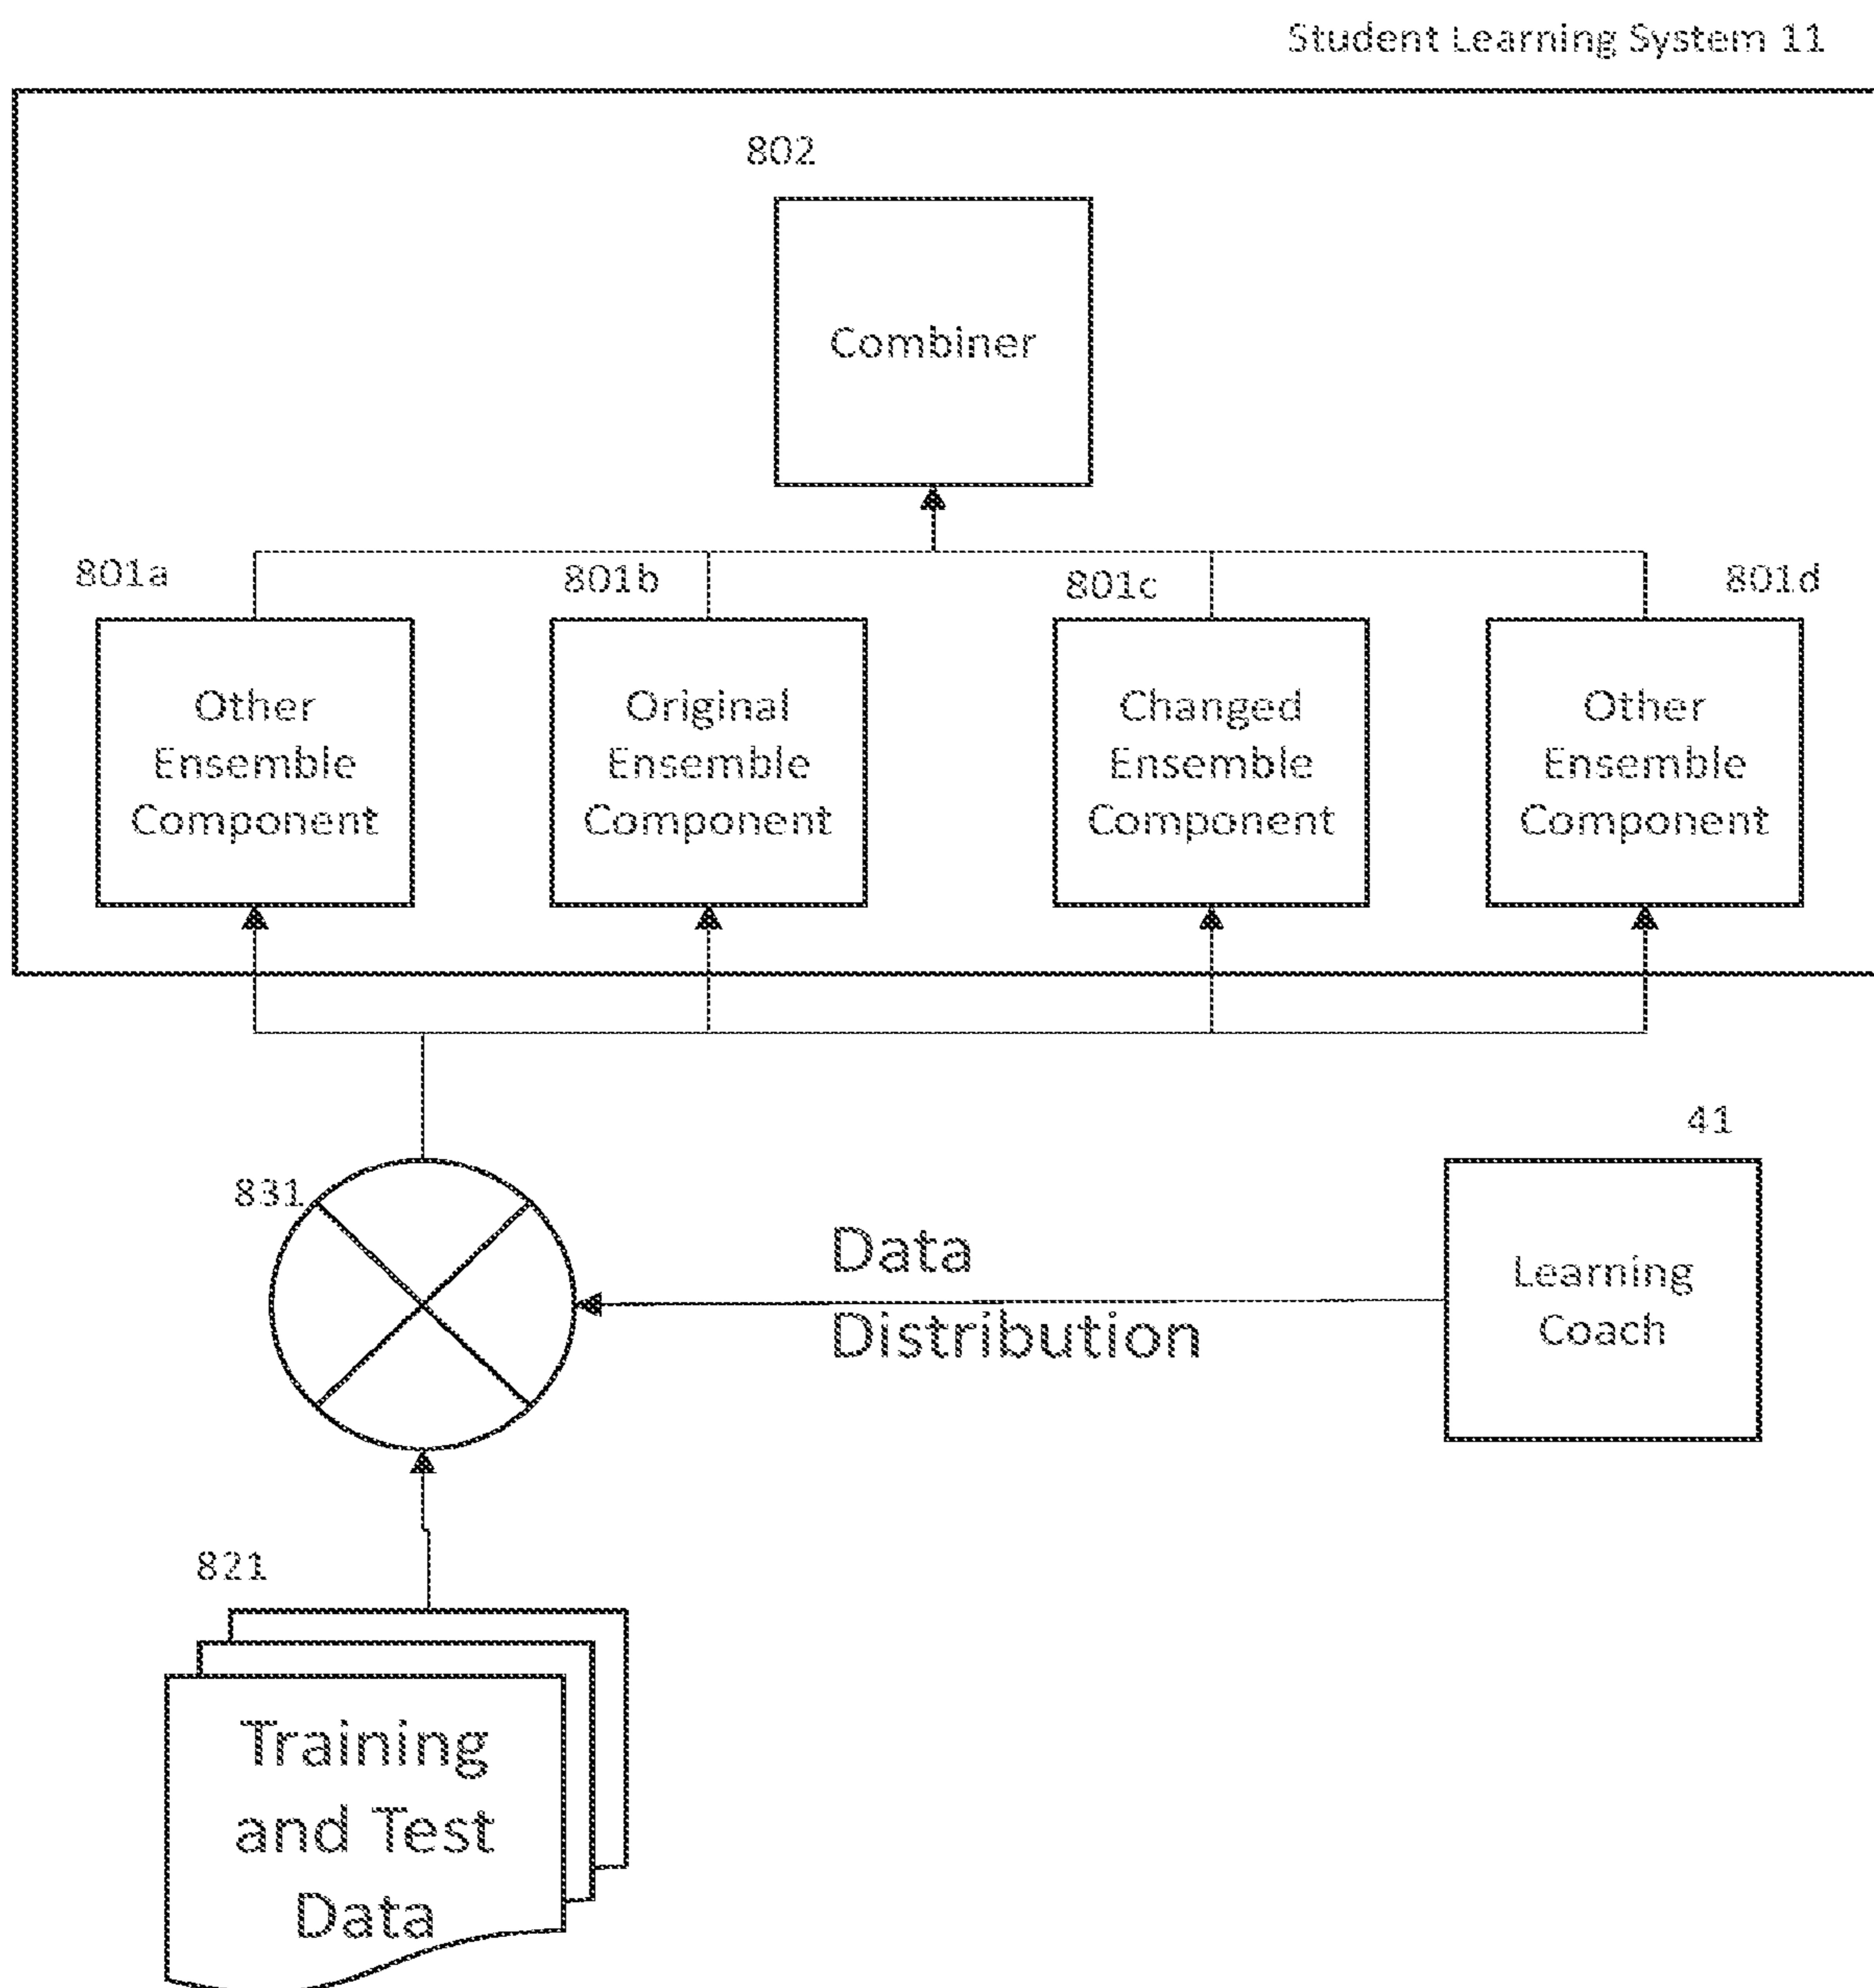 Student Learning System 11
802
Combiner
801a
801b
801c
801d
Other
Ensemble
Component
Original
Ensemble
Component
Changed
Ensemble
Component
Other
Ensemble
Component
41
831
Data
Distribution
Learning
Coach
821
Training
and Test
Data